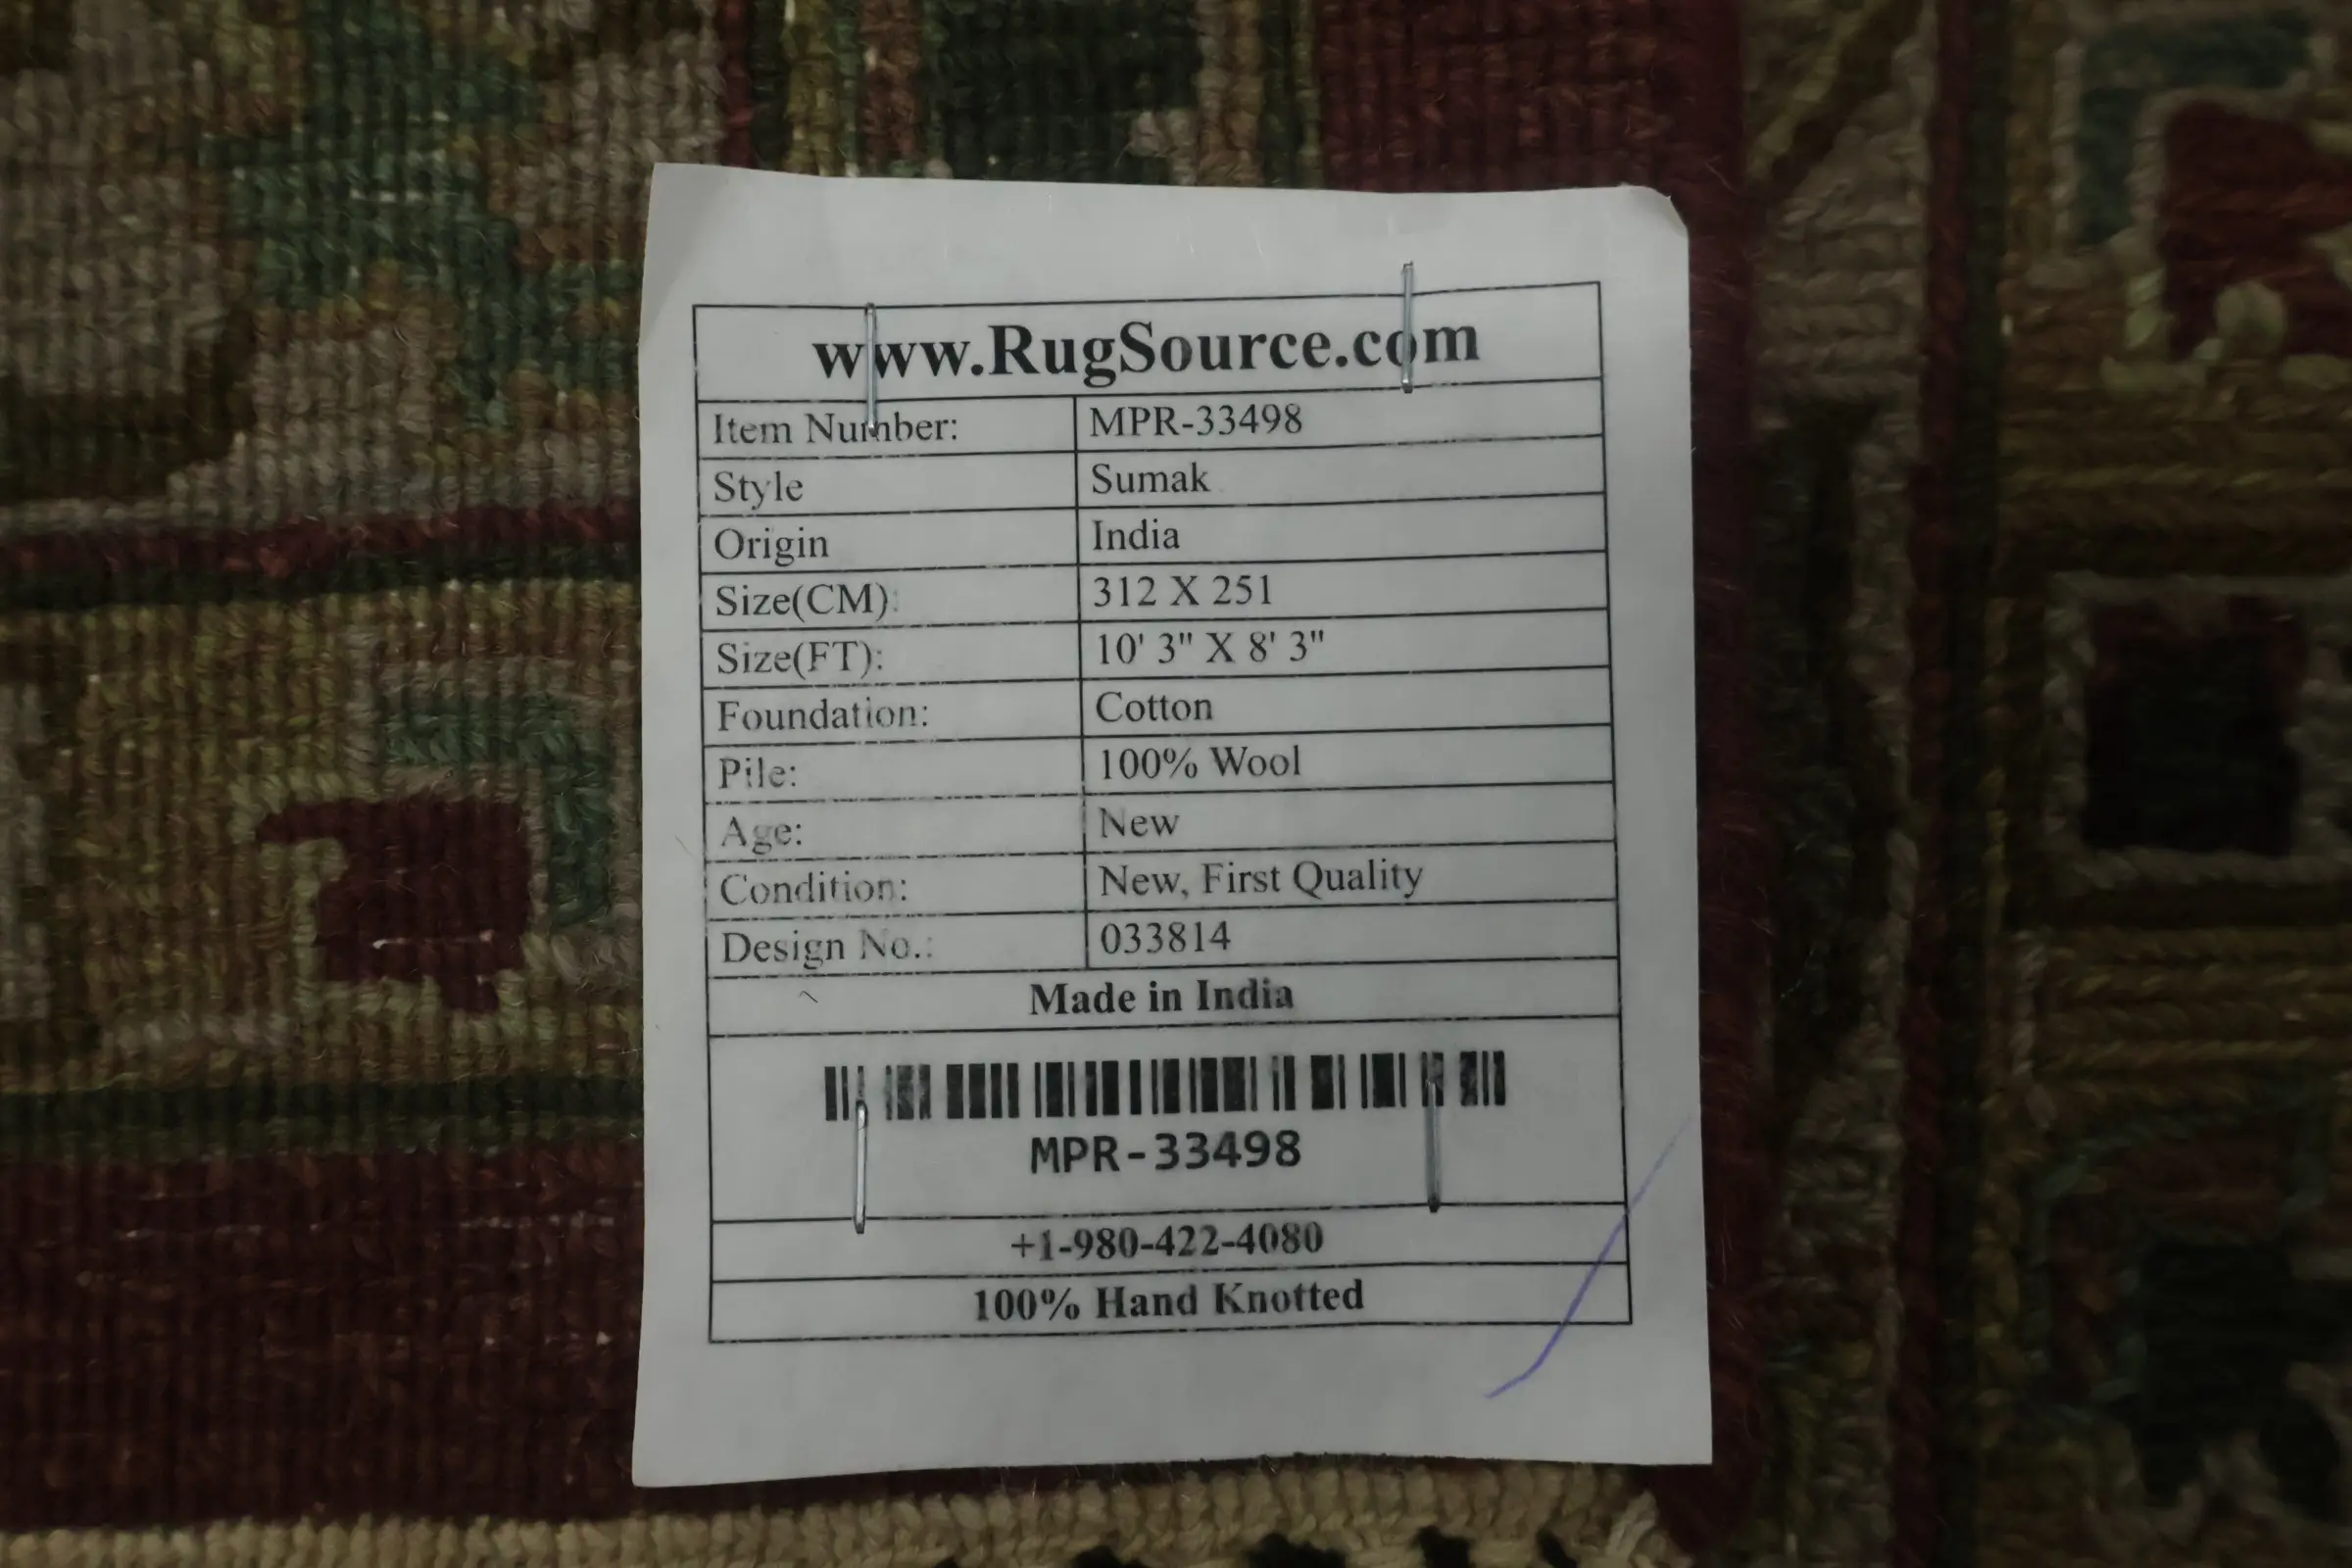 www.RugSource.com
Item Number: MPR-33498
Style Sumak
Origin India
Size(CM): 312 X 251
Size(FT): 10' 3" X 8' 3"
Foundation: Cotton
Pile: 100% Wool
Age: New
Condition: New, First Quality
Design No.: 033814
Made in India
MPR-33498
+1-980-422-4080
100% Hand Knotted